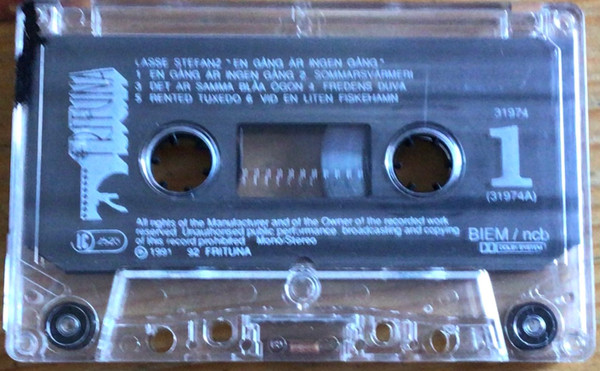 LASSE STEFANZ "EN GÅNG ÄR INGEN GÅNG"
1 EN GÅNG ÄR INGEN GÅNG 2 SOMMARSVÄRMERI
3 DET ÄR SAMMA BLÅA ÖGON 4 FREDENS DUVA
5 RENTED TUXEDO 6 VID EN LITEN FISKEHAMN
FRITUNA
31974
1
(31974A)
All rights of the Manufacturer and of the Owner of the recorded work
reserved Unauthorised public performance broadcasting and copying
of this record prohibited Mono-Stereo
© 1991 92 FRITUNA
BIEM / ncb
DOLBY SYSTEM